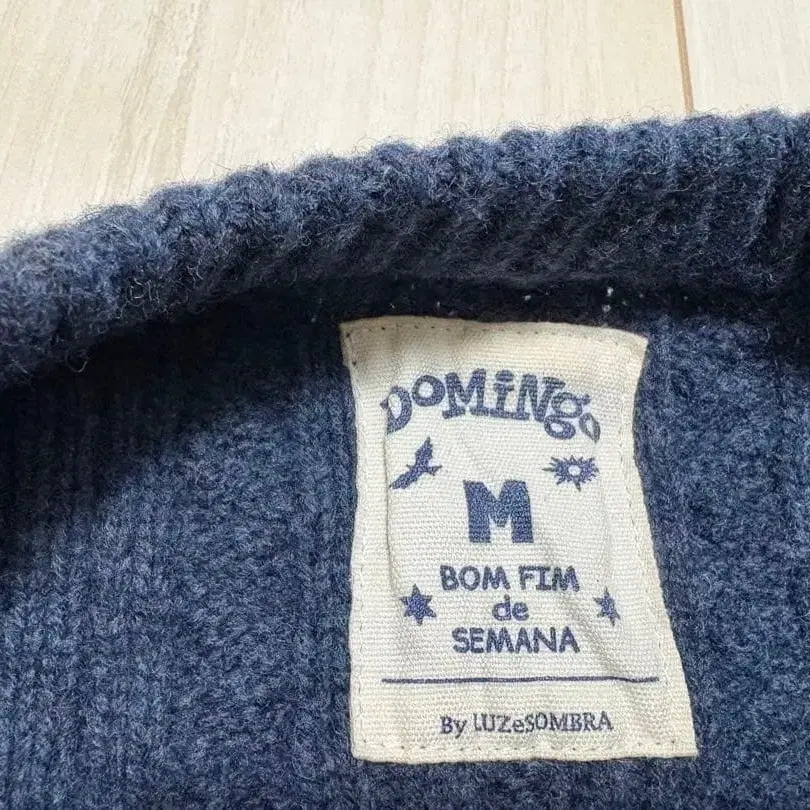 DOMiNGo
M
BOM FIM
de
SEMANA
By LUZeSOMBRA